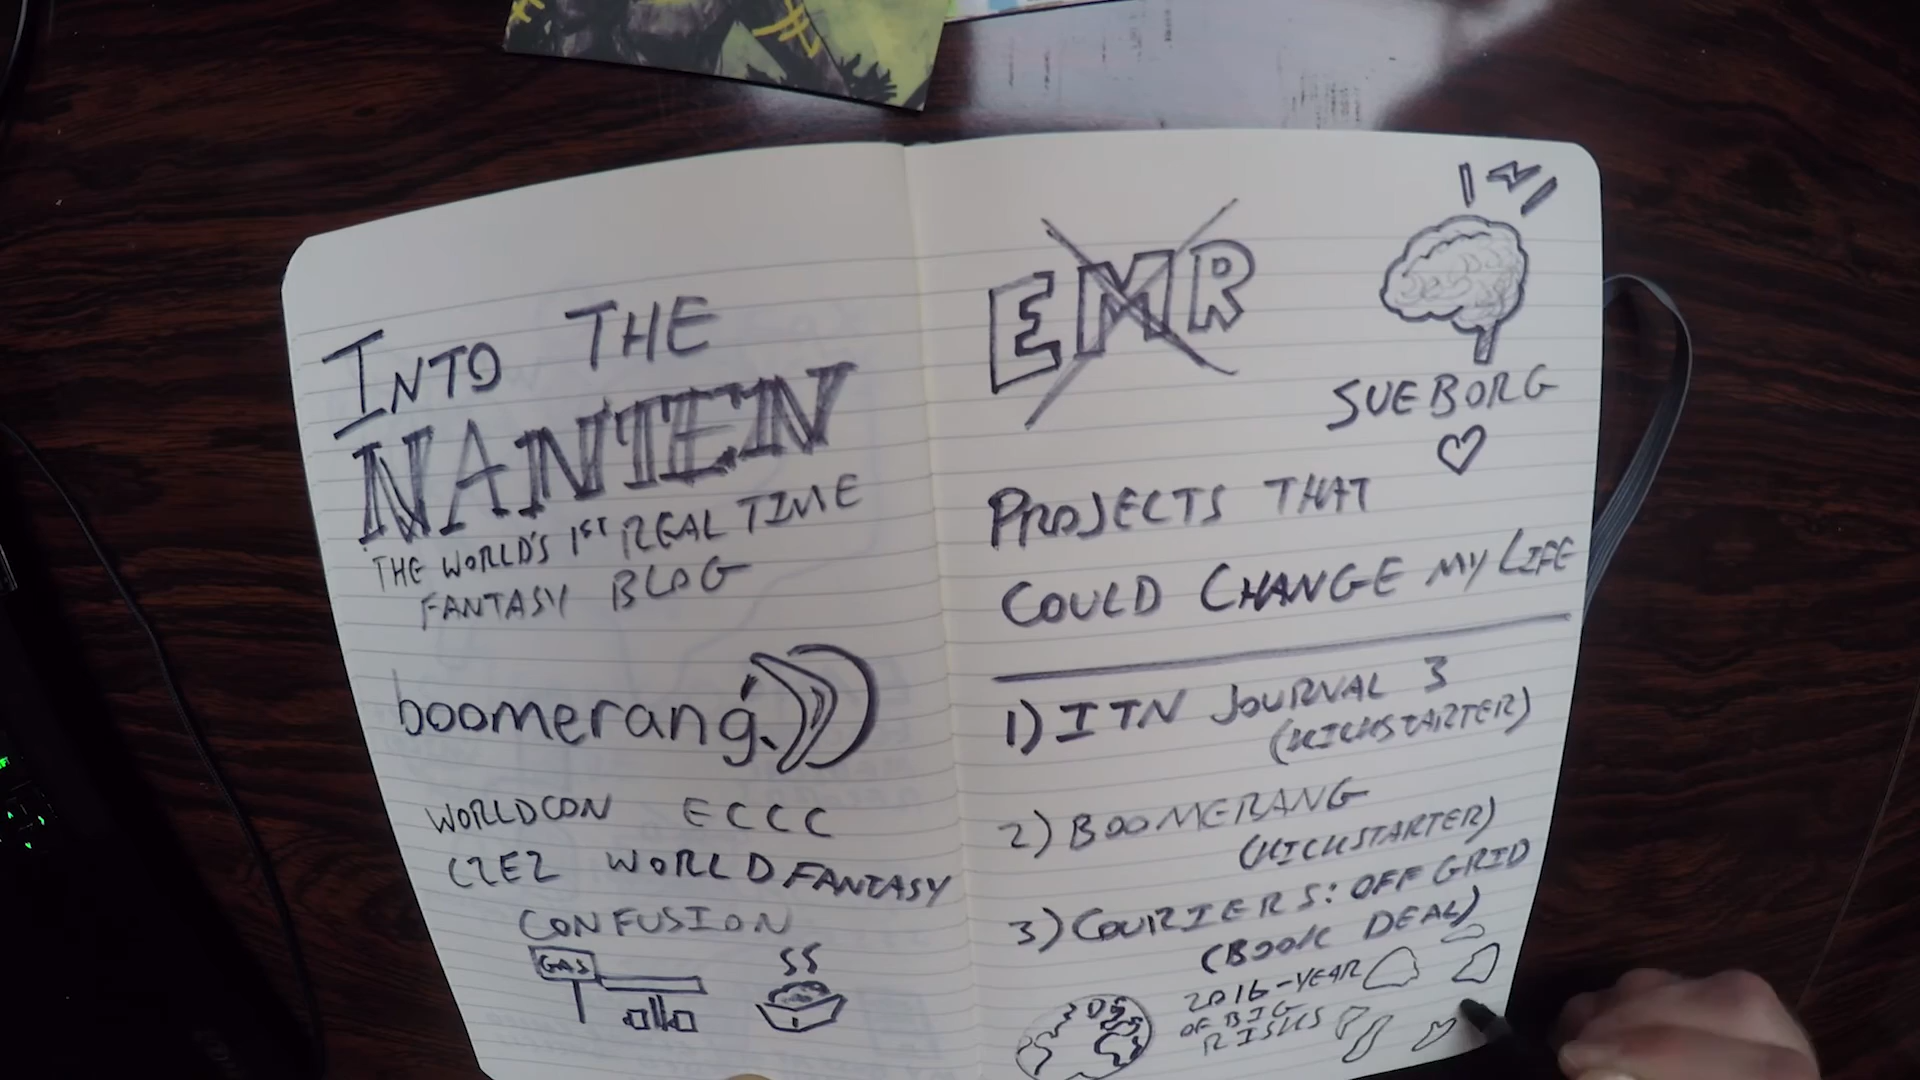 INTO THE
NANTEN
THE WORLD'S 1ST REAL TIME
FANTASY BLOG
boomerang
WORLDCON ECCC
C2E2 WORLD FANTASY
CONFUSION
GAS
EMR
SUEBORG
PROJECTS THAT
COULD CHANGE MY LIFE
1) ITN JOURNAL 3
(KICKSTARTER)
2) BOOMERANG
(KICKSTARTER)
3) COURIERS: OFF GRID
(BOOK DEAL)
2016-YEAR
OF BIG
RISKS